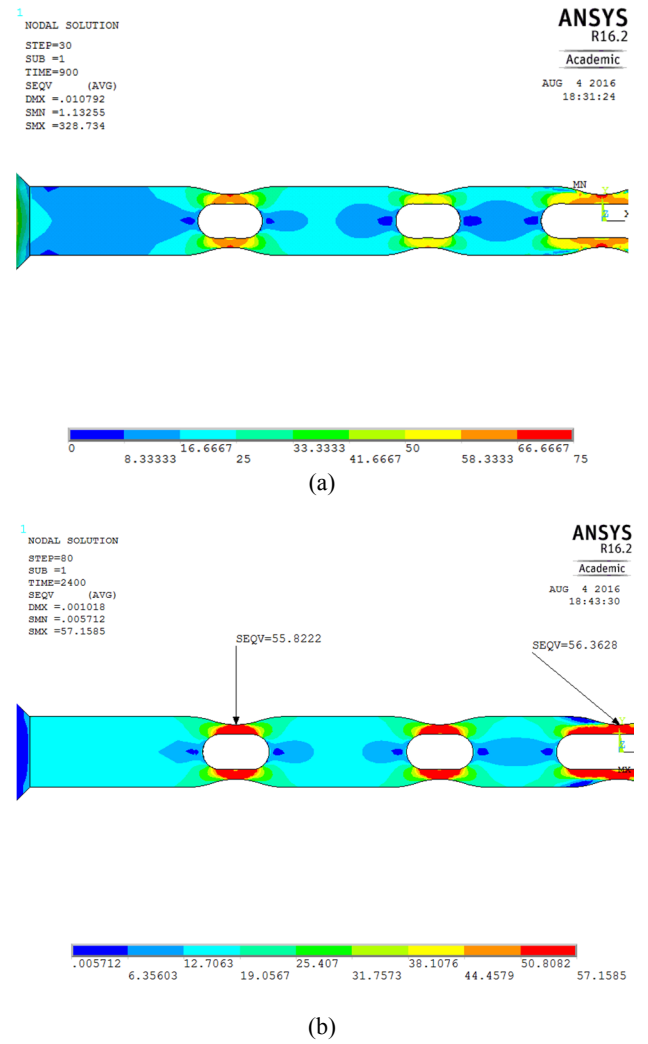 1
NODAL SOLUTION
STEP=30
SUB =1
TIME=900
SEQV (AVG)
DMX =.010792
SMN =1.13255
SMX =328.734
ANSYS
R16.2
Academic
AUG 4 2016
18:31:24
MN
Y
Z
X
0
8.33333
16.6667
25
33.3333
41.6667
50
58.3333
66.6667
75
(a)
1
NODAL SOLUTION
STEP=80
SUB =1
TIME=2400
SEQV (AVG)
DMX =.001018
SMN =.005712
SMX =57.1585
ANSYS
R16.2
Academic
AUG 4 2016
18:43:30
SEQV=55.8222
SEQV=56.3628
Y
Z
MX
.005712
6.35603
12.7063
19.0567
25.407
31.7573
38.1076
44.4579
50.8082
57.1585
(b)